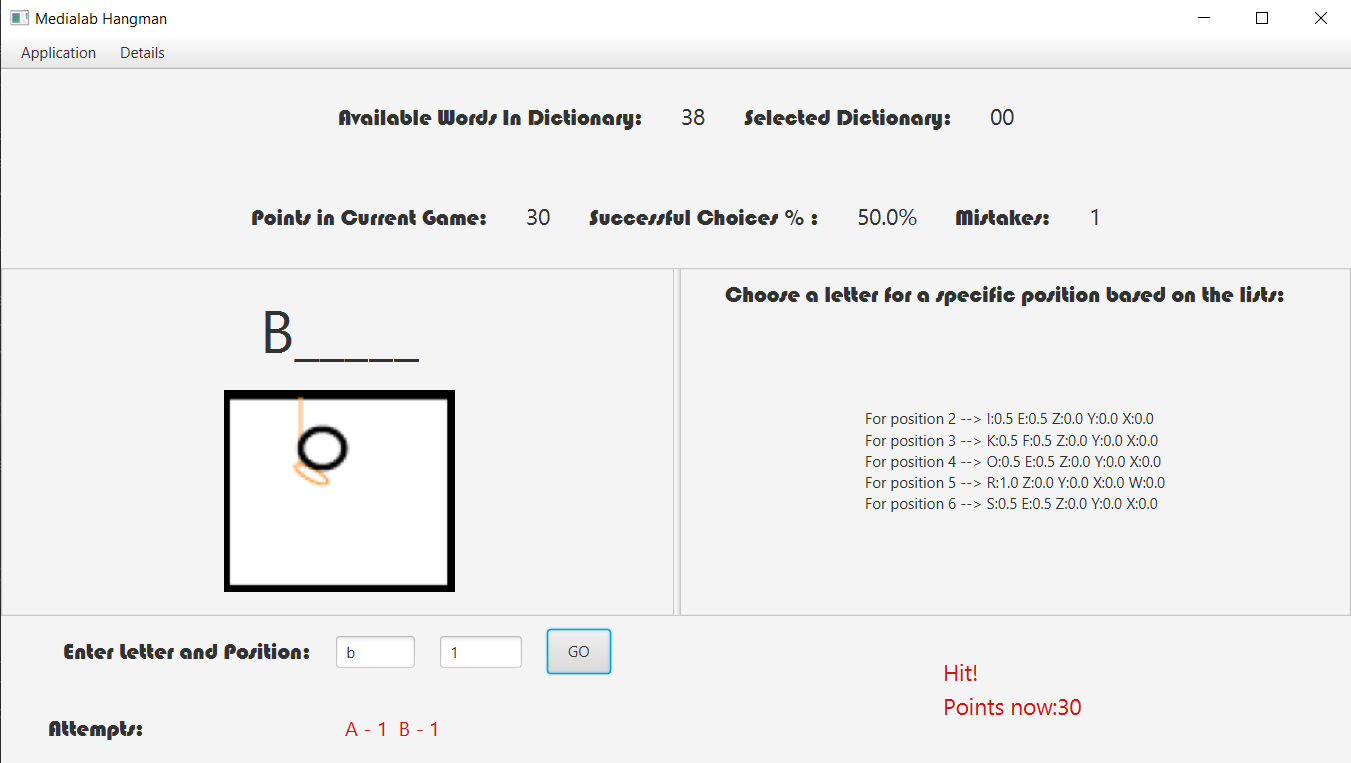 Medialab Hangman
Application Details
Available Words In Dictionary: 38 Selected Dictionary: 00
Points in Current Game: 30 Successful Choices % : 50.0% Mistakes: 1
B_____
Choose a letter for a specific position based on the lists:
For position 2 --> I:0.5 E:0.5 Z:0.0 Y:0.0 X:0.0
For position 3 --> K:0.5 F:0.5 Z:0.0 Y:0.0 X:0.0
For position 4 --> O:0.5 E:0.5 Z:0.0 Y:0.0 X:0.0
For position 5 --> R:1.0 Z:0.0 Y:0.0 X:0.0 W:0.0
For position 6 --> S:0.5 E:0.5 Z:0.0 Y:0.0 X:0.0
Enter Letter and Position: b 1 GO
Hit!
Points now:30
Attempts: A - 1 B - 1